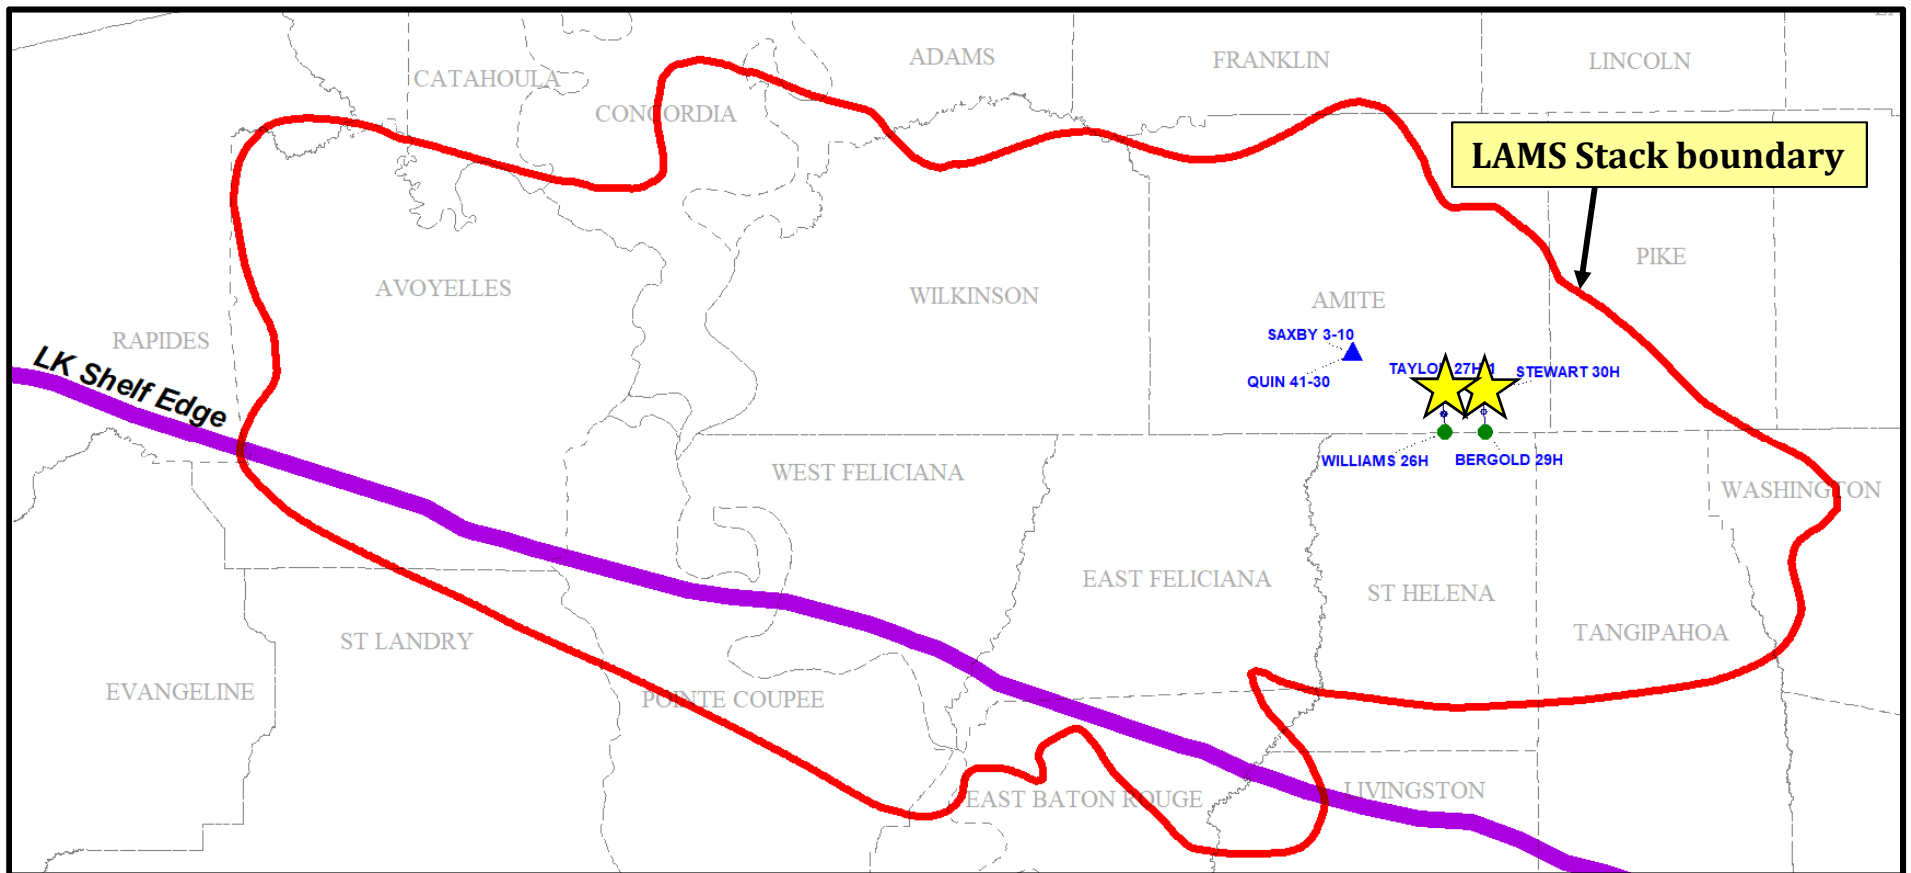 ADAMS
FRANKLIN
LINCOLN
CATAHOULA
CONCORDIA
LAMS Stack boundary
PIKE
AVOYELLES
WILKINSON
AMITE
RAPIDES
SAXBY 3-10
LK Shelf Edge
QUIN 41-30
STEWART 30H
WILLIAMS 26H
BERGOLD 29H
WEST FELICIANA
WASHINGTON
EAST FELICIANA
ST HELENA
TANGIPAHOA
ST LANDRY
EVANGELINE
POINTE COUPEE
EAST BATON ROUGE
LIVINGSTON